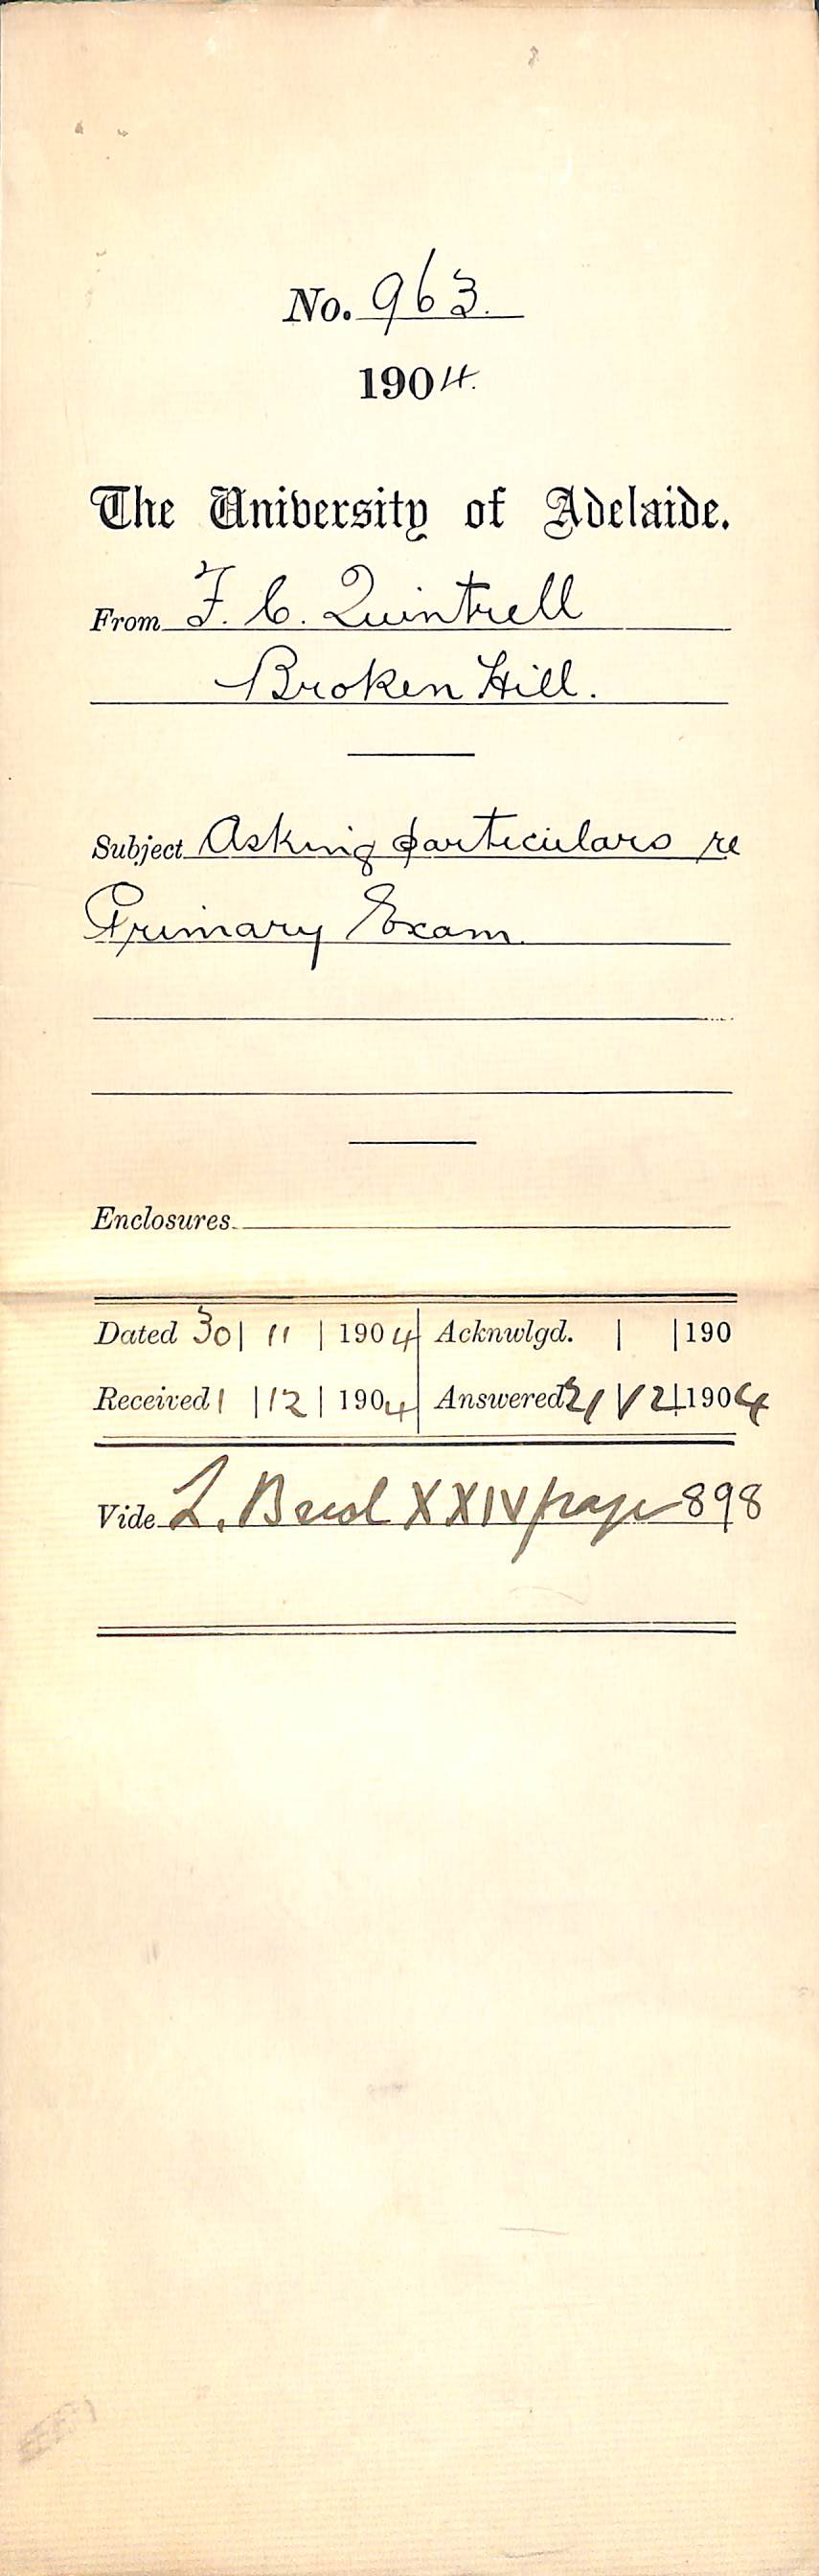 No. 963.
1904.
The University of Adelaide.
From F. C. Quintrell
Broken Hill.
Subject Asking particulars re
Primary Exam.
Enclosures
Dated 30 | 11 | 1904 Acknwlgd. | | 190
Received 1 | 12 | 1904 Answered 2/12/1904
Vide L. Book XXIV page 898